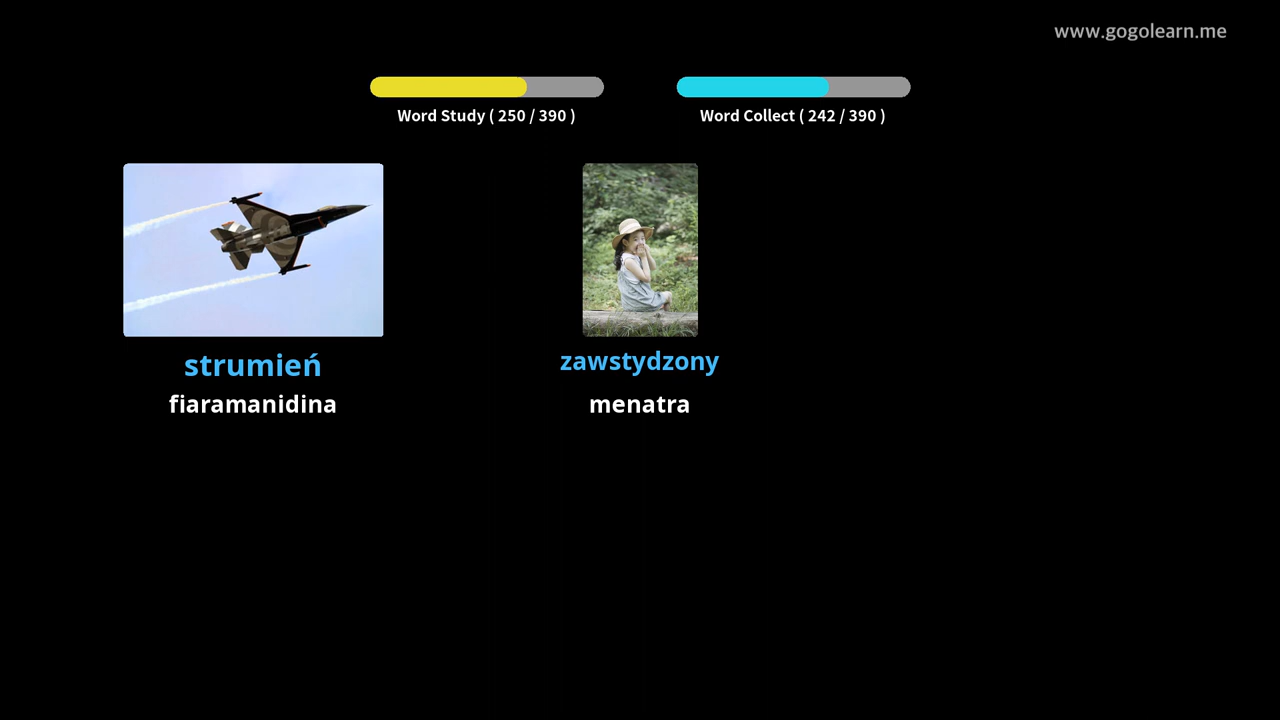 www.gogolearn.me
Word Study ( 250 / 390 )
Word Collect ( 242 / 390 )
strumień
fiaramanidina
zawstydzony
menatra